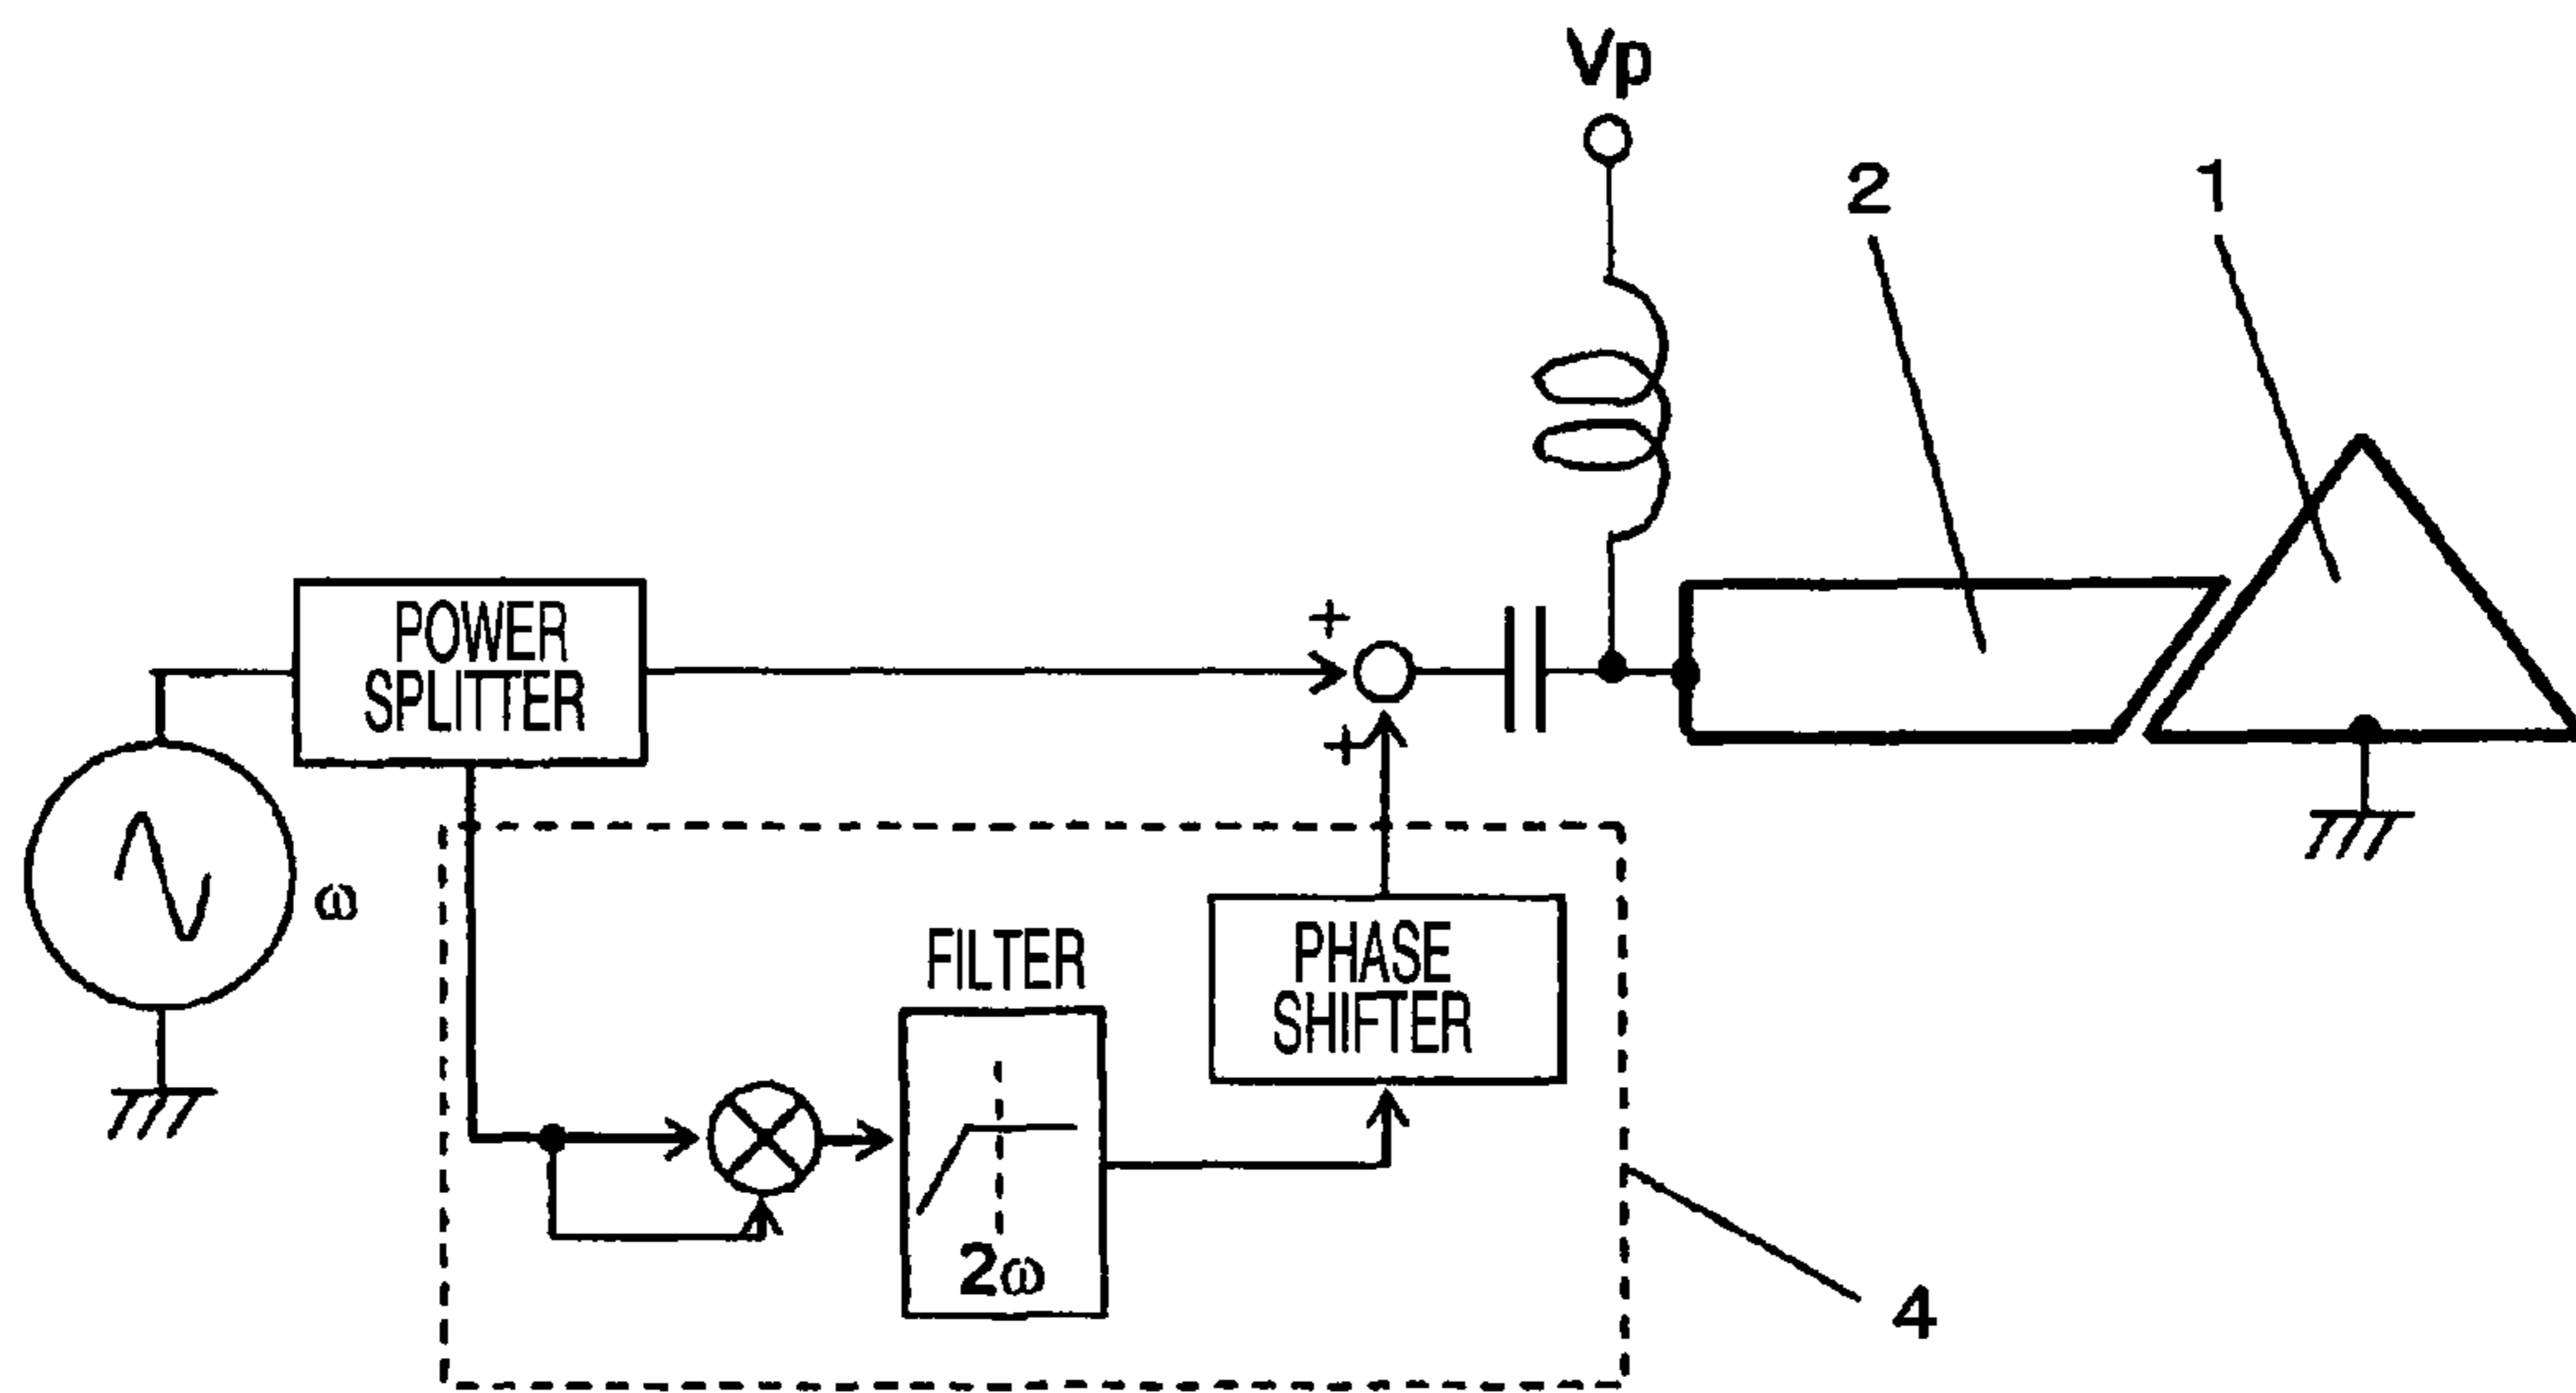 Vp
2
1
POWER
SPLITTER
+
+
ω
FILTER
PHASE
SHIFTER
2ω
4